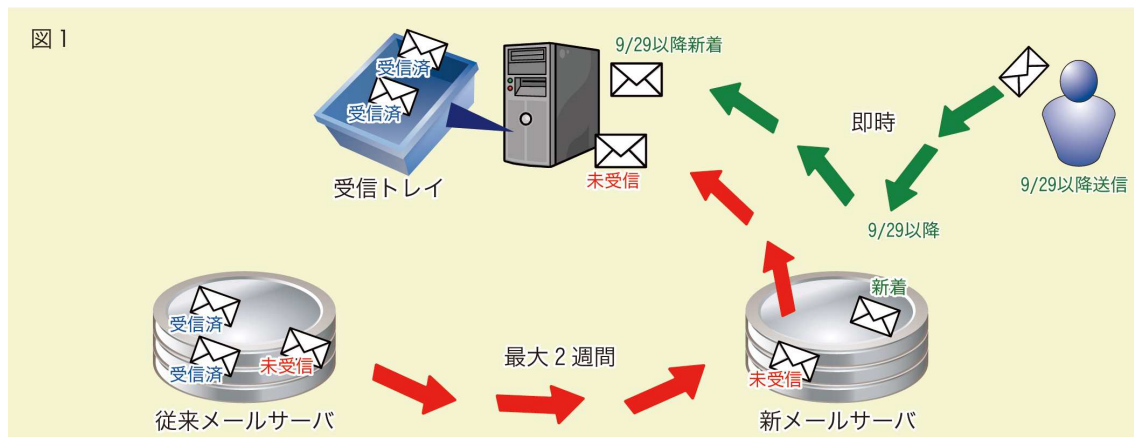 図1
受信済
受信済
受信トレイ
9/29以降新着
未受信
即時
9/29以降送信
9/29以降
受信済
受信済
未受信
従来メールサーバ
最大2週間
新着
未受信
新メールサーバ